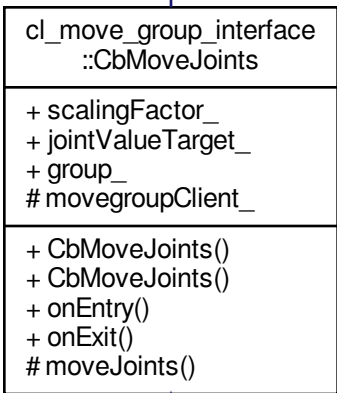 cl_move_group_interface
::CbMoveJoints
+ scalingFactor_
+ jointValueTarget_
+ group_
# movegroupClient_
+ CbMoveJoints()
+ CbMoveJoints()
+ onEntry()
+ onExit()
# moveJoints()